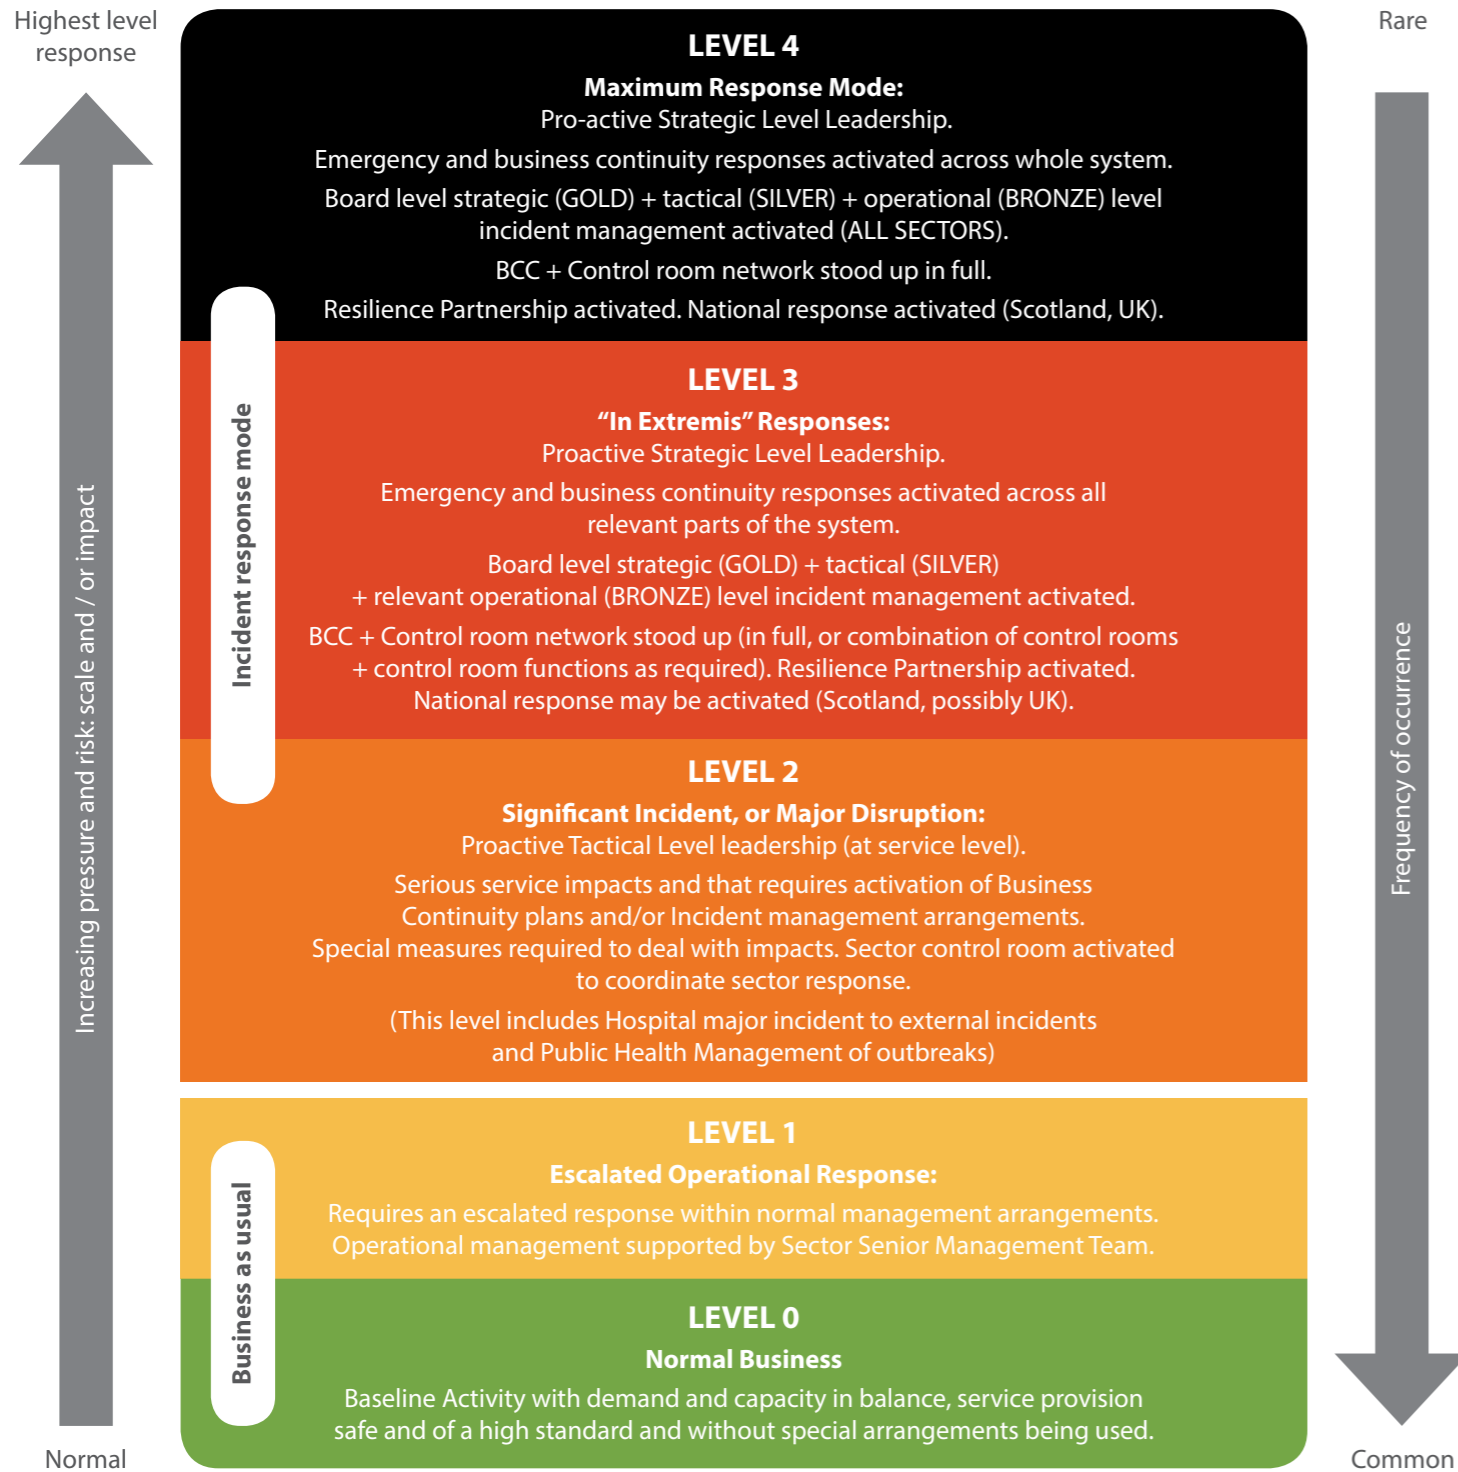 Highest level
response
Rare
LEVEL 4
Maximum Response Mode:
Pro-active Strategic Level Leadership.
Emergency and business continuity responses activated across whole system.
Board level strategic (GOLD) + tactical (SILVER) + operational (BRONZE) level
incident management activated (ALL SECTORS).
BCC + Control room network stood up in full.
Resilience Partnership activated. National response activated (Scotland, UK).
Incident response mode
LEVEL 3
“In Extremis” Responses:
Proactive Strategic Level Leadership.
Emergency and business continuity responses activated across all
relevant parts of the system.
Board level strategic (GOLD) + tactical (SILVER)
+ relevant operational (BRONZE) level incident management activated.
BCC + Control room network stood up (in full, or combination of control rooms
+ control room functions as required). Resilience Partnership activated.
National response may be activated (Scotland, possibly UK).
Increasing pressure and risk: scale and / or impact
Frequency of occurrence
LEVEL 2
Significant Incident, or Major Disruption:
Proactive Tactical Level leadership (at service level).
Serious service impacts and that requires activation of Business
Continuity plans and/or Incident management arrangements.
Special measures required to deal with impacts. Sector control room activated
to coordinate sector response.
(This level includes Hospital major incident to external incidents
and Public Health Management of outbreaks)
Business as usual
LEVEL 1
Escalated Operational Response:
Requires an escalated response within normal management arrangements.
Operational management supported by Sector Senior Management Team.
LEVEL 0
Normal Business
Baseline Activity with demand and capacity in balance, service provision
safe and of a high standard and without special arrangements being used.
Normal
Common